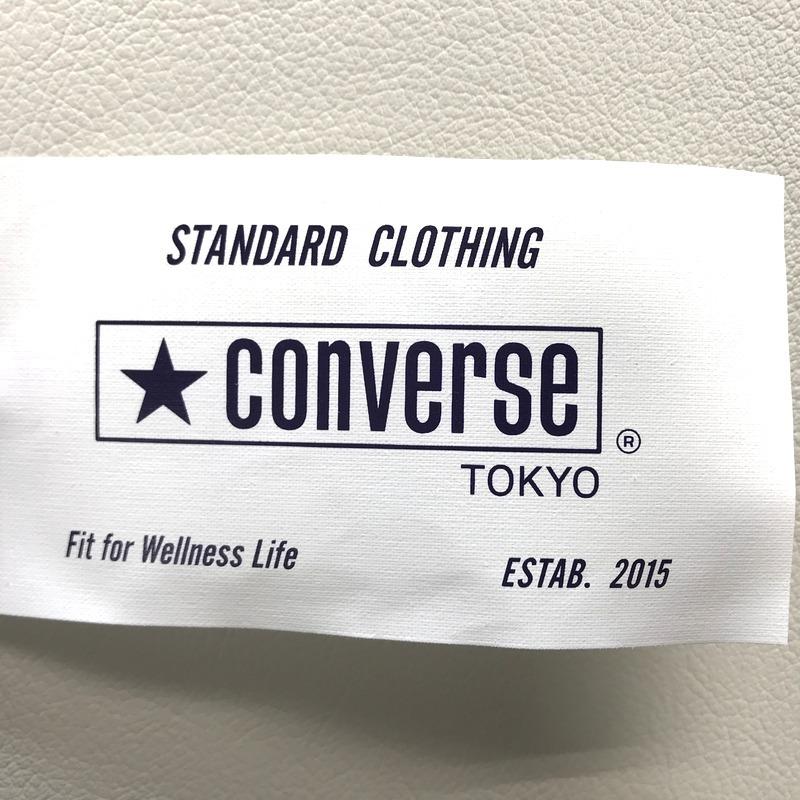 STANDARD CLOTHING
★ converse ®
TOKYO
Fit for Wellness Life
ESTAB. 2015